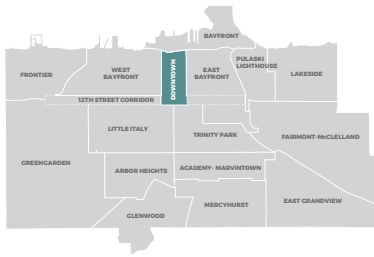 BAYFRONT
PULASKI
LIGHTHOUSE
FRONTIER
WEST
BAYFRONT
DOWNTOWN
EAST
BAYFRONT
LAKESIDE
12TH STREET CORRIDOR
LITTLE ITALY
TRINITY PARK
FAIRMONT-McCLELLAND
GREENGARDEN
ARBOR HEIGHTS
ACADEMY- MARVINTOWN
GLENWOOD
MERCYHURST
EAST GRANDVIEW